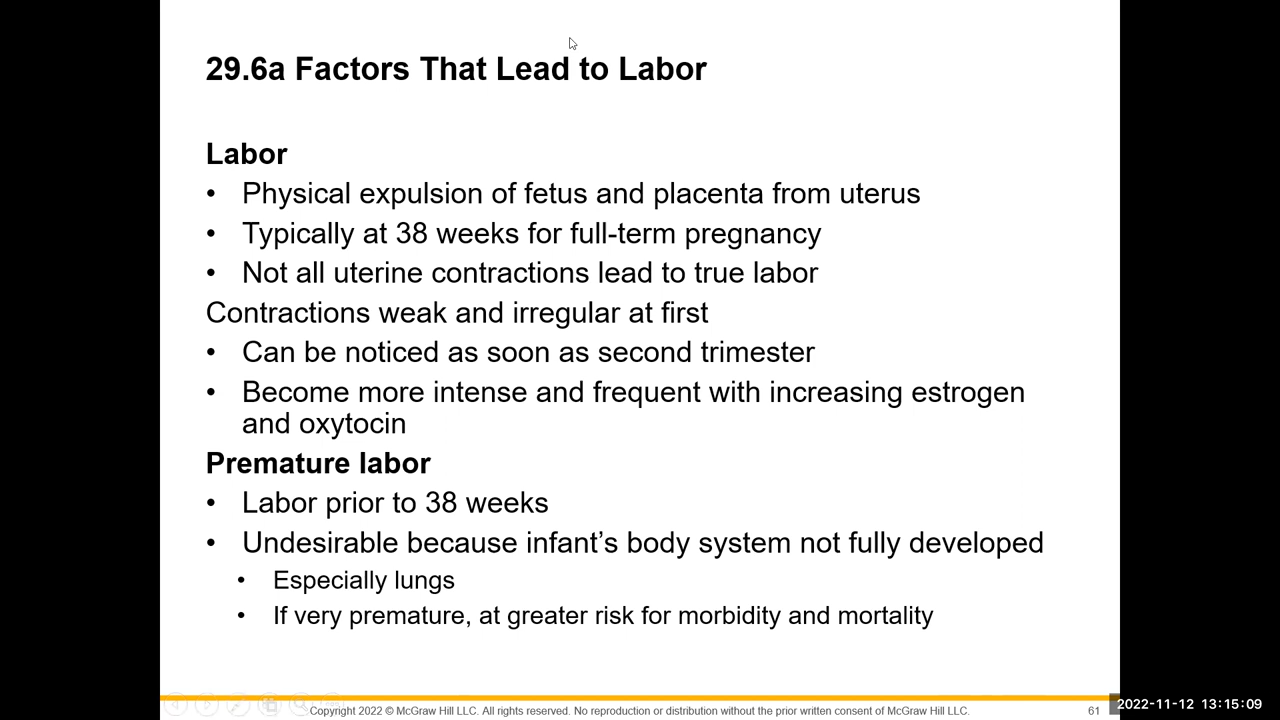 29.6a Factors That Lead to Labor
Labor
• Physical expulsion of fetus and placenta from uterus
• Typically at 38 weeks for full-term pregnancy
• Not all uterine contractions lead to true labor
Contractions weak and irregular at first
• Can be noticed as soon as second trimester
• Become more intense and frequent with increasing estrogen
and oxytocin
Premature labor
• Labor prior to 38 weeks
• Undesirable because infant’s body system not fully developed
• Especially lungs
• If very premature, at greater risk for morbidity and mortality
Copyright 2022 © McGraw Hill LLC. All rights reserved. No reproduction or distribution without the prior written consent of McGraw Hill LLC.
61
2022-11-12 13:15:09